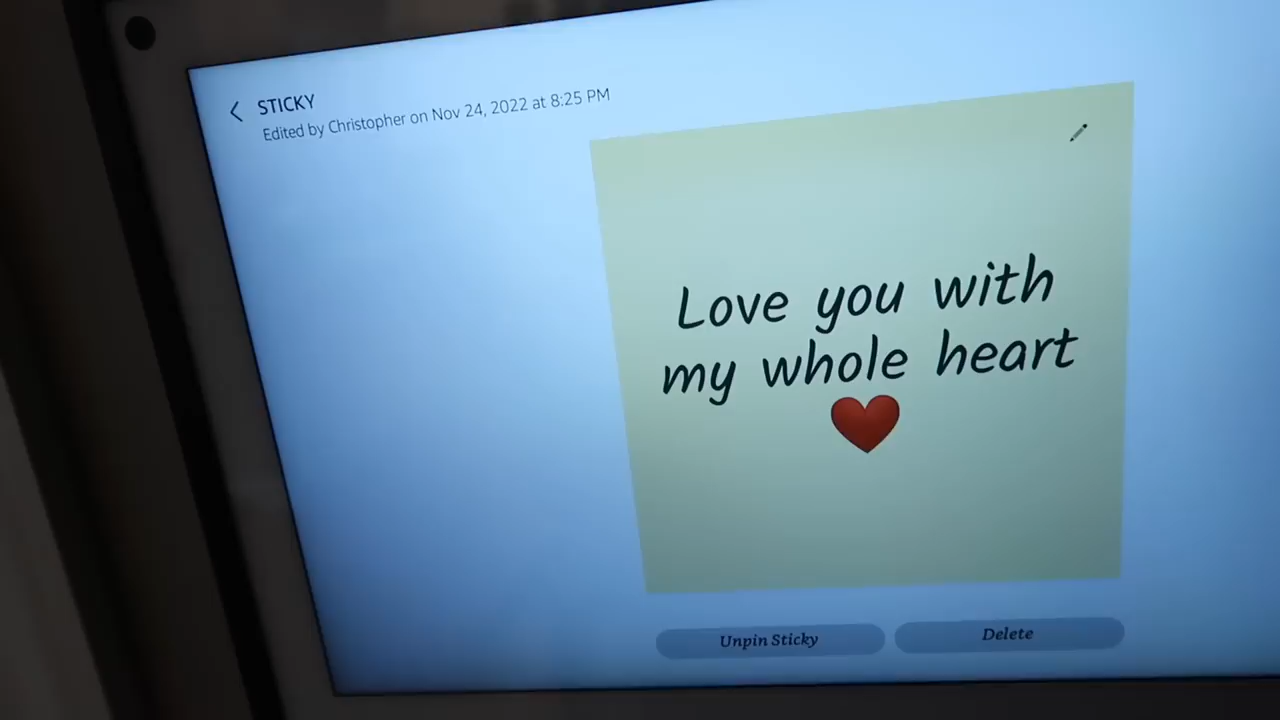 STICKY
Edited by Christopher on Nov 24, 2022 at 8:25 PM
Love you with
my whole heart
❤️
Unpin Sticky
Delete